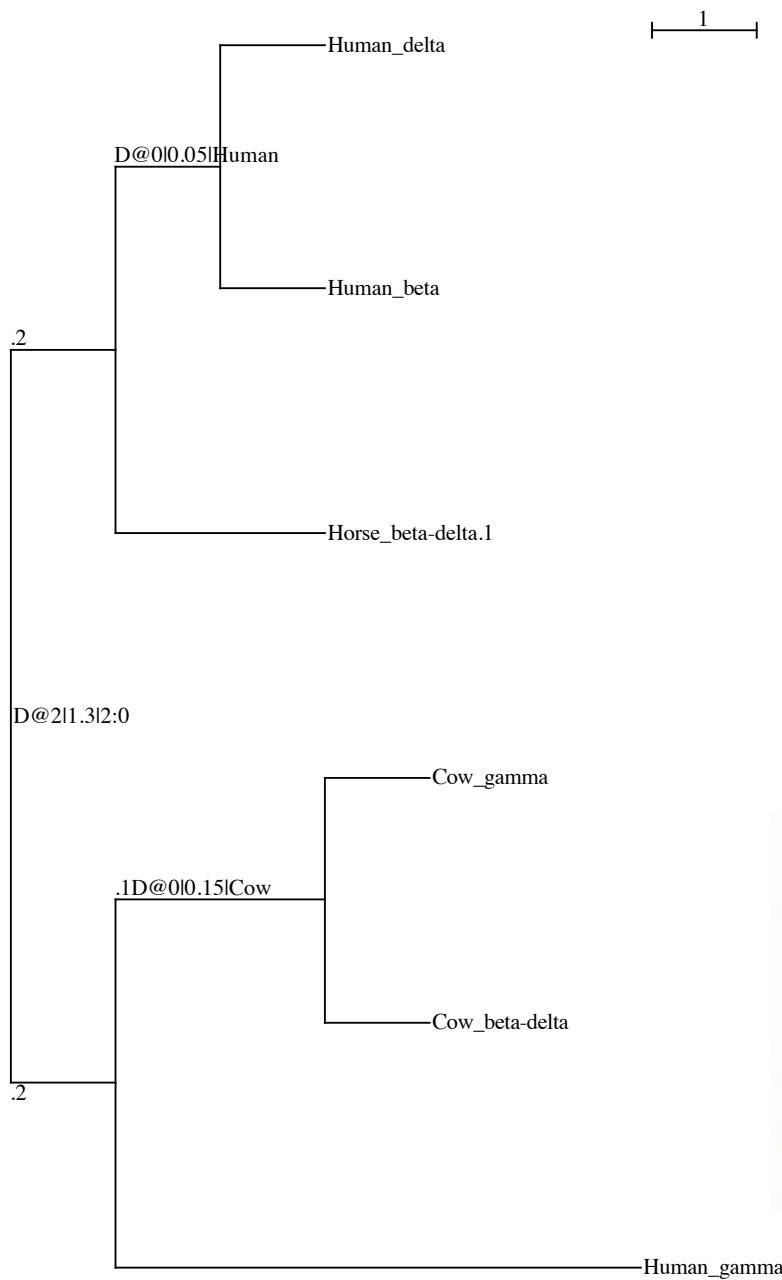 1
Human_delta
D@0|0.05|Human
Human_beta
.2
Horse_beta-delta.1
D@2|1.3|2:0
Cow_gamma
.1D@0|0.15|Cow
Cow_beta-delta
.2
Human_gamma